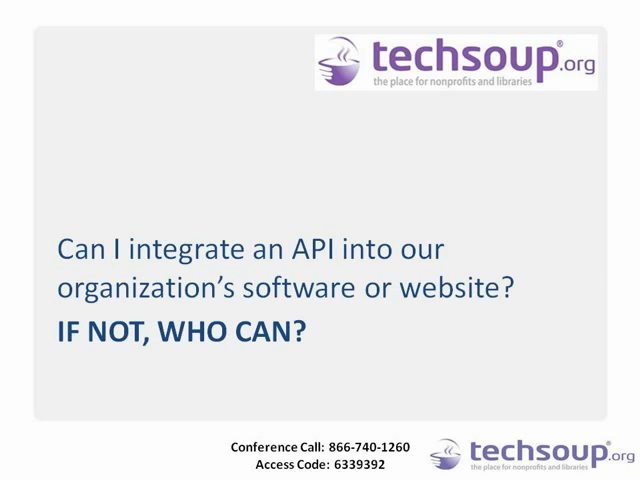 techsoup®.org
the place for nonprofits and libraries
Can I integrate an API into our
organization’s software or website?
IF NOT, WHO CAN?
Conference Call: 866-740-1260
Access Code: 6339392
techsoup®.org
the place for nonprofits and libraries